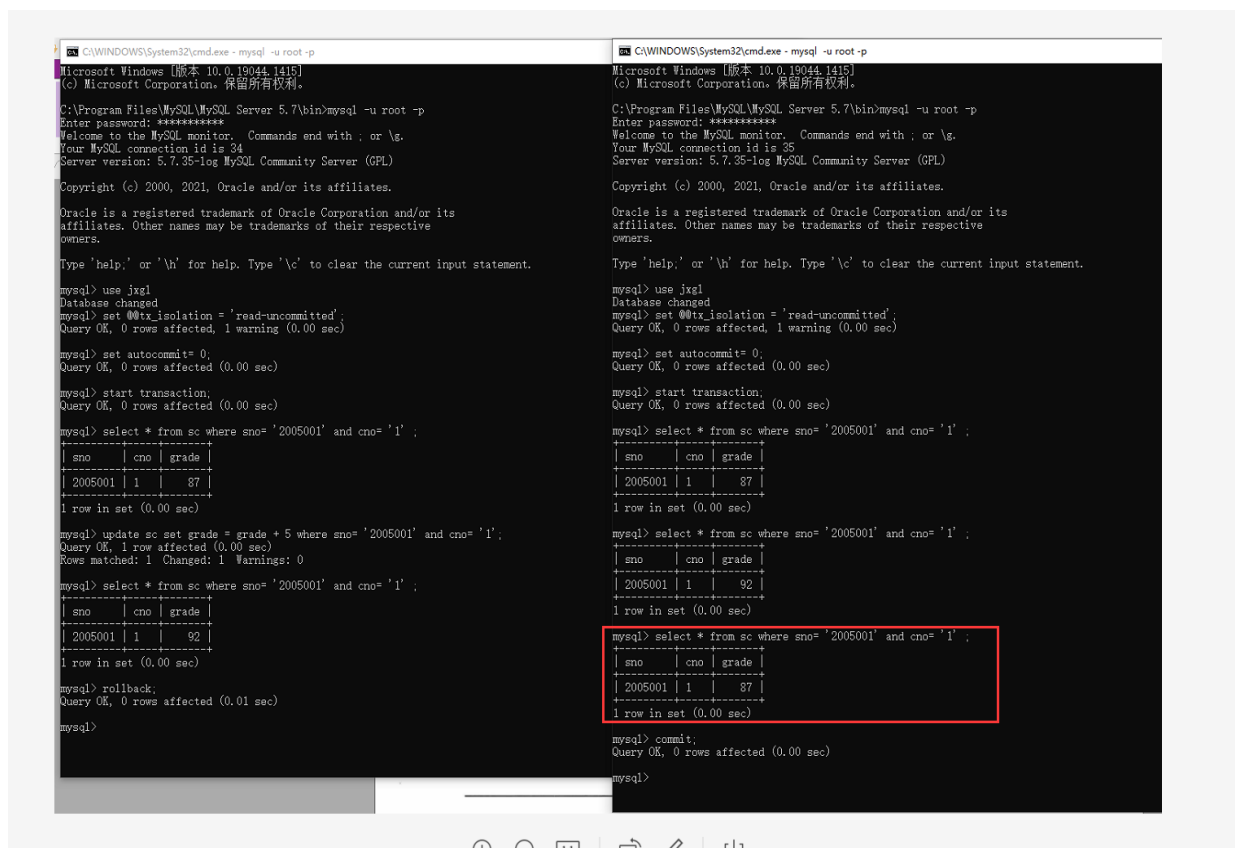 C:\WINDOWS\System32\cmd.exe - mysql  -u root -p
Microsoft Windows [版本 10.0.19044.1415]
(c) Microsoft Corporation。保留所有权利。
C:\Program Files\MySQL\MySQL Server 5.7\bin>mysql -u root -p
Enter password: ***********
Welcome to the MySQL monitor.  Commands end with ; or \g.
Your MySQL connection id is 34
Server version: 5.7.35-log MySQL Community Server (GPL)
Copyright (c) 2000, 2021, Oracle and/or its affiliates.
Oracle is a registered trademark of Oracle Corporation and/or its
affiliates. Other names may be trademarks of their respective
owners.
Type 'help;' or '\h' for help. Type '\c' to clear the current input statement.
mysql> use jxgl
Database changed
mysql> set @@tx_isolation = 'read-uncommitted';
Query OK, 0 rows affected, 1 warning (0.00 sec)
mysql> set autocommit= 0;
Query OK, 0 rows affected (0.00 sec)
mysql> start transaction;
Query OK, 0 rows affected (0.00 sec)
mysql> select * from sc where sno= '2005001' and cno= '1' ;
+---------+-----+-------+
| sno     | cno | grade |
+---------+-----+-------+
| 2005001 | 1   |    87 |
+---------+-----+-------+
1 row in set (0.00 sec)
mysql> update sc set grade = grade + 5 where sno= '2005001' and cno= '1';
Query OK, 1 row affected (0.00 sec)
Rows matched: 1  Changed: 1  Warnings: 0
mysql> select * from sc where sno= '2005001' and cno= '1' ;
+---------+-----+-------+
| sno     | cno | grade |
+---------+-----+-------+
| 2005001 | 1   |    92 |
+---------+-----+-------+
1 row in set (0.00 sec)
mysql> rollback;
Query OK, 0 rows affected (0.01 sec)
mysql>
C:\WINDOWS\System32\cmd.exe - mysql  -u root -p
Microsoft Windows [版本 10.0.19044.1415]
(c) Microsoft Corporation。保留所有权利。
C:\Program Files\MySQL\MySQL Server 5.7\bin>mysql -u root -p
Enter password: ***********
Welcome to the MySQL monitor.  Commands end with ; or \g.
Your MySQL connection id is 35
Server version: 5.7.35-log MySQL Community Server (GPL)
Copyright (c) 2000, 2021, Oracle and/or its affiliates.
Oracle is a registered trademark of Oracle Corporation and/or its
affiliates. Other names may be trademarks of their respective
owners.
Type 'help;' or '\h' for help. Type '\c' to clear the current input statement.
mysql> use jxgl
Database changed
mysql> set @@tx_isolation = 'read-uncommitted';
Query OK, 0 rows affected, 1 warning (0.00 sec)
mysql> set autocommit= 0;
Query OK, 0 rows affected (0.00 sec)
mysql> start transaction;
Query OK, 0 rows affected (0.00 sec)
mysql> select * from sc where sno= '2005001' and cno= '1' ;
+---------+-----+-------+
| sno     | cno | grade |
+---------+-----+-------+
| 2005001 | 1   |    87 |
+---------+-----+-------+
1 row in set (0.00 sec)
mysql> select * from sc where sno= '2005001' and cno= '1' ;
+---------+-----+-------+
| sno     | cno | grade |
+---------+-----+-------+
| 2005001 | 1   |    92 |
+---------+-----+-------+
1 row in set (0.00 sec)
mysql> select * from sc where sno= '2005001' and cno= '1' ;
+---------+-----+-------+
| sno     | cno | grade |
+---------+-----+-------+
| 2005001 | 1   |    87 |
+---------+-----+-------+
1 row in set (0.00 sec)
mysql> commit;
Query OK, 0 rows affected (0.00 sec)
mysql>